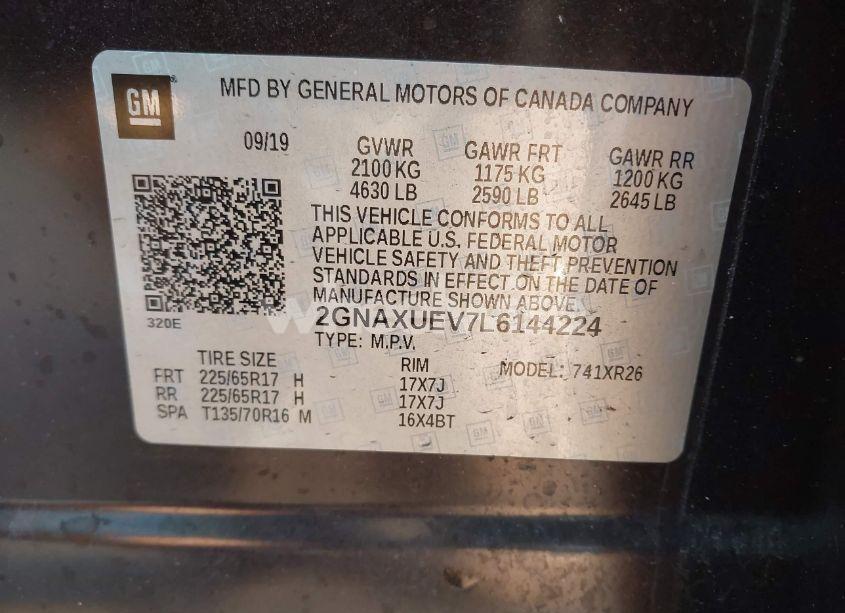 GM
MFD BY GENERAL MOTORS OF CANADA COMPANY
09/19
GVWR
2100 KG
4630 LB
GAWR FRT
1175 KG
2590 LB
GAWR RR
1200 KG
2645 LB
THIS VEHICLE CONFORMS TO ALL
APPLICABLE U.S. FEDERAL MOTOR
VEHICLE SAFETY AND THEFT PREVENTION
STANDARDS IN EFFECT ON THE DATE OF
MANUFACTURE SHOWN ABOVE.
320E
2GNAXUEV7L6144224
TYPE: M.P.V.
TIRE SIZE RIM MODEL: 741XR26
FRT 225/65R17 H 17X7J
RR 225/65R17 H 17X7J
SPA T135/70R16 M 16X4BT